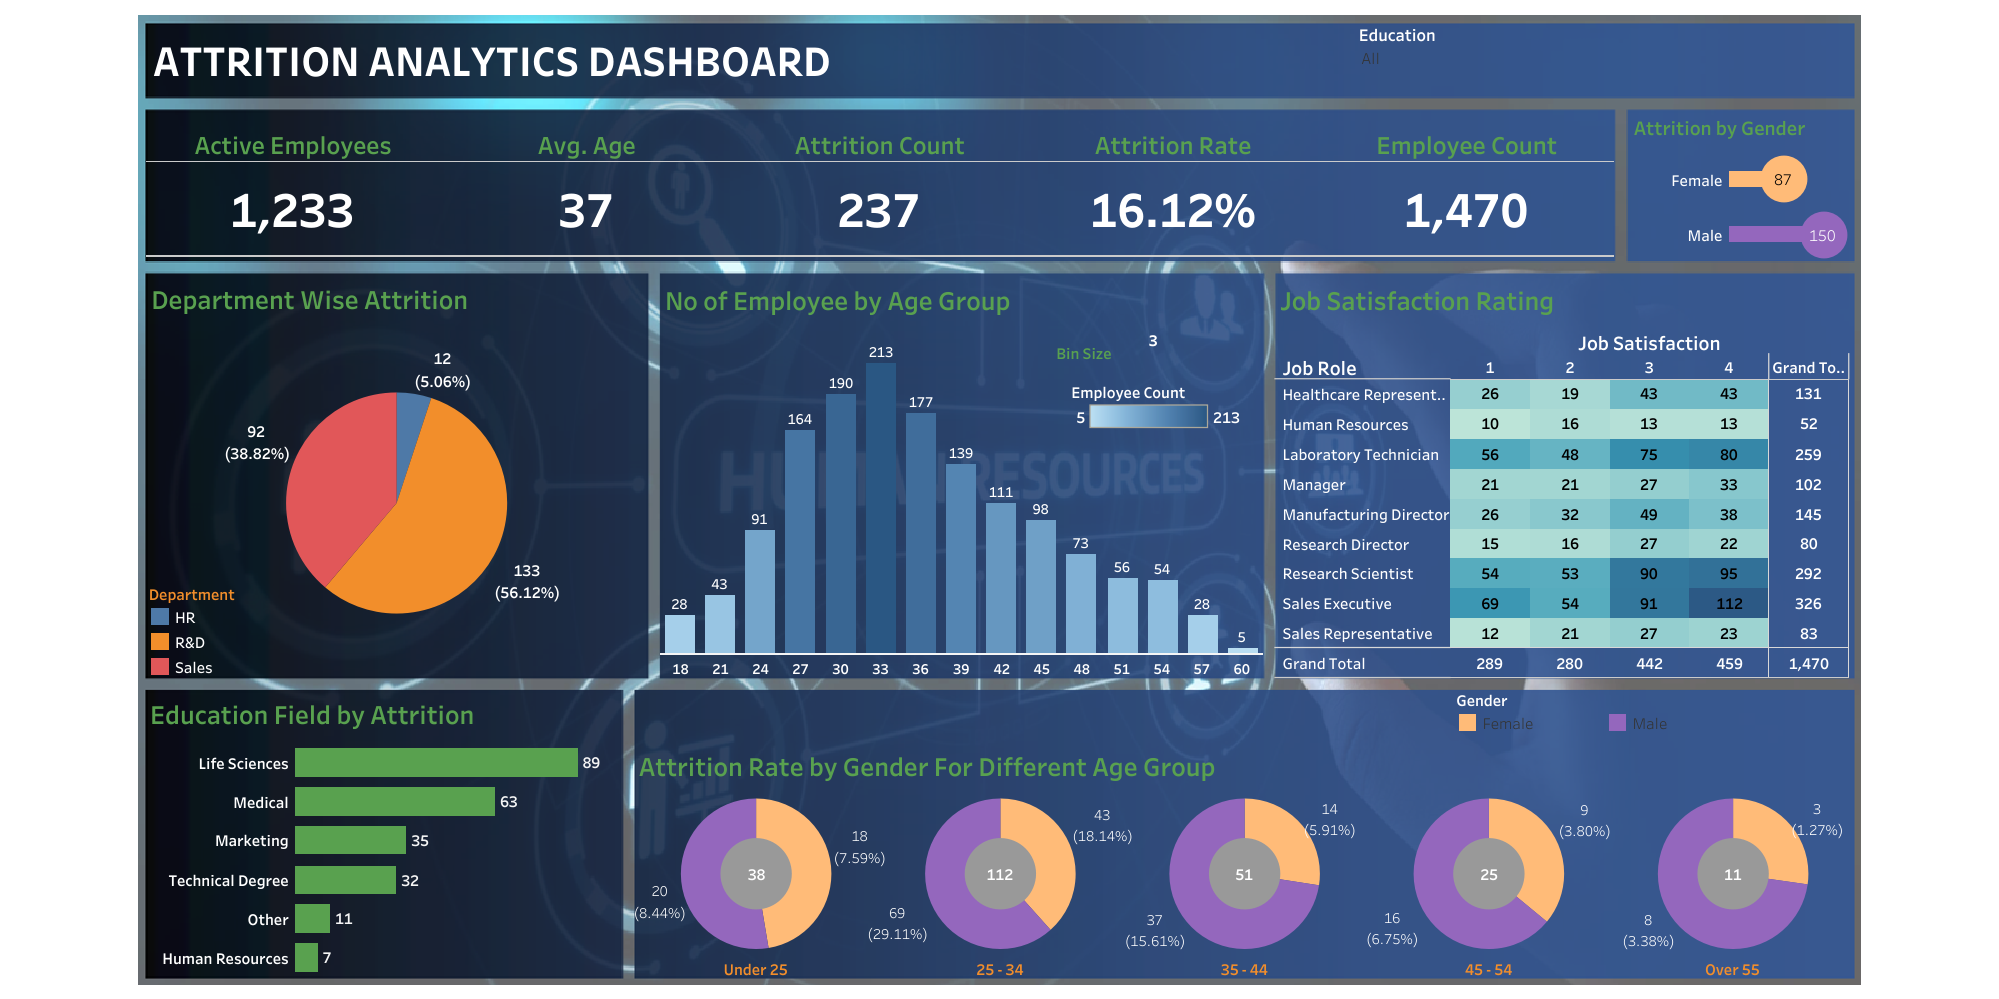 ATTRITION ANALYTICS DASHBOARD
Education
All
Active Employees Avg. Age Attrition Count Attrition Rate Employee Count
1,233 37 237 16.12% 1,470
Attrition by Gender
Female 87
Male 150
Department Wise Attrition
12
(5.06%)
92
(38.82%)
133
(56.12%)
Department
HR
R&D
Sales
No of Employee by Age Group
Bin Size 3
Employee Count
5 213
28 43 91 164 190 213 177 139 111 98 73 56 54 28 5
18 21 24 27 30 33 36 39 42 45 48 51 54 57 60
HUMAN RESOURCES
Job Satisfaction Rating
Job Satisfaction
Job Role 1 2 3 4 Grand To..
Healthcare Represent.. 26 19 43 43 131
Human Resources 10 16 13 13 52
Laboratory Technician 56 48 75 80 259
Manager 21 21 27 33 102
Manufacturing Director 26 32 49 38 145
Research Director 15 16 27 22 80
Research Scientist 54 53 90 95 292
Sales Executive 69 54 91 112 326
Sales Representative 12 21 27 23 83
Grand Total 289 280 442 459 1,470
Education Field by Attrition
Life Sciences 89
Medical 63
Marketing 35
Technical Degree 32
Other 11
Human Resources 7
Gender
Female Male
Attrition Rate by Gender For Different Age Group
18
(7.59%)
38
20
(8.44%)
Under 25
43
(18.14%)
112
69
(29.11%)
25 - 34
14
(5.91%)
51
37
(15.61%)
35 - 44
9
(3.80%)
25
16
(6.75%)
45 - 54
3
(1.27%)
11
8
(3.38%)
Over 55